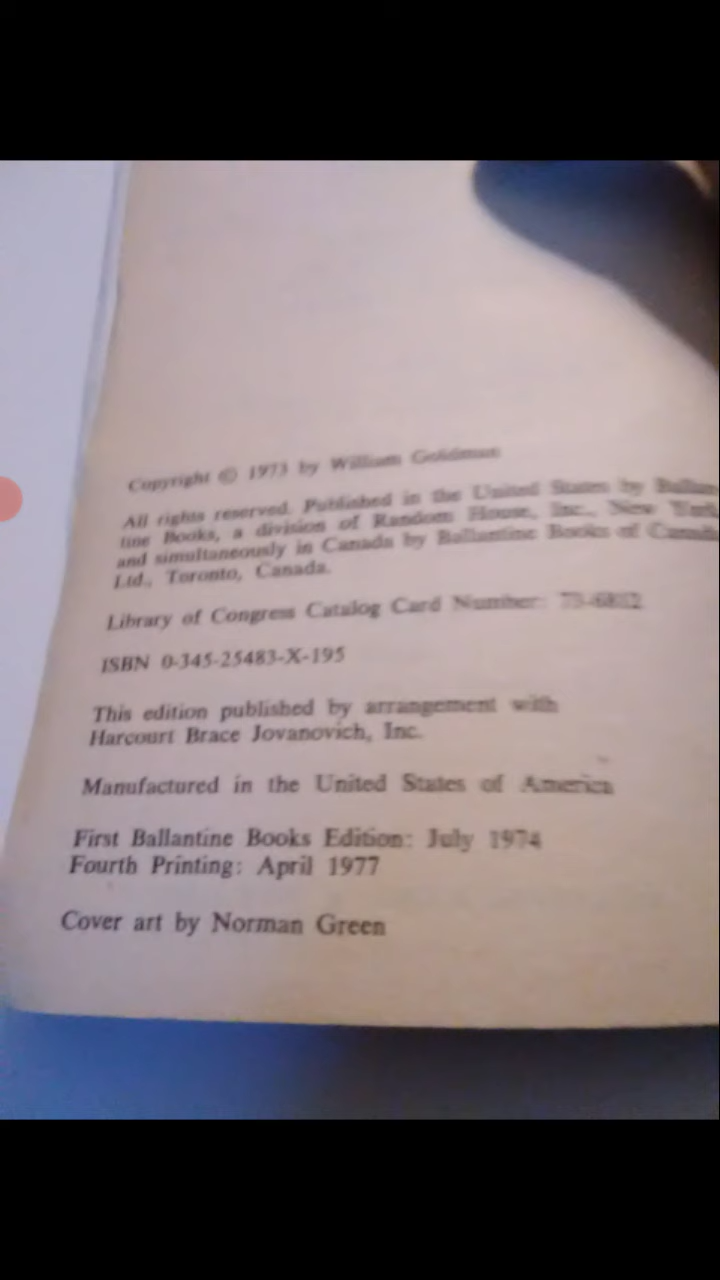 Copyright © 1973 by William Goldman
All rights reserved. Published in the United States by Ballan
tine Books, a division of Random House, Inc., New York
and simultaneously in Canada by Ballantine Books of Canada
Ltd., Toronto, Canada.
Library of Congress Catalog Card Number:
ISBN 0-345-25483-X-195
This edition published by arrangement with
Harcourt Brace Jovanovich, Inc.
Manufactured in the United States of America
First Ballantine Books Edition: July 1974
Fourth Printing: April 1977
Cover art by Norman Green